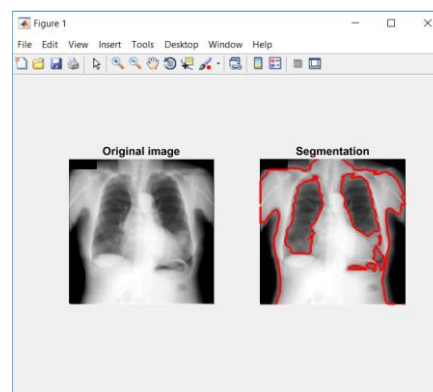 Figure 1
File Edit View Insert Tools Desktop Window Help
Original image
Segmentation